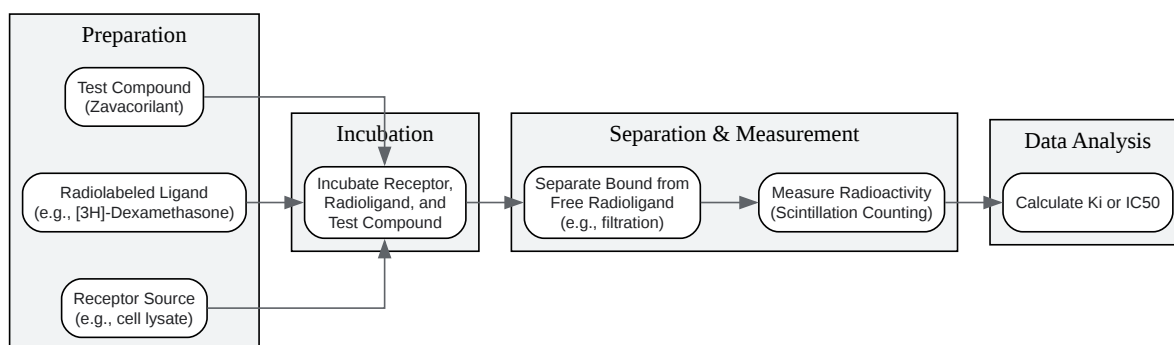 Preparation
Test Compound
(Zavacorilant)
Radiolabeled Ligand
(e.g., [3H]-Dexamethasone)
Receptor Source
(e.g., cell lysate)
Incubation
Incubate Receptor,
Radioligand, and
Test Compound
Separation & Measurement
Separate Bound from
Free Radioligand
(e.g., filtration)
Measure Radioactivity
(Scintillation Counting)
Data Analysis
Calculate Ki or IC50